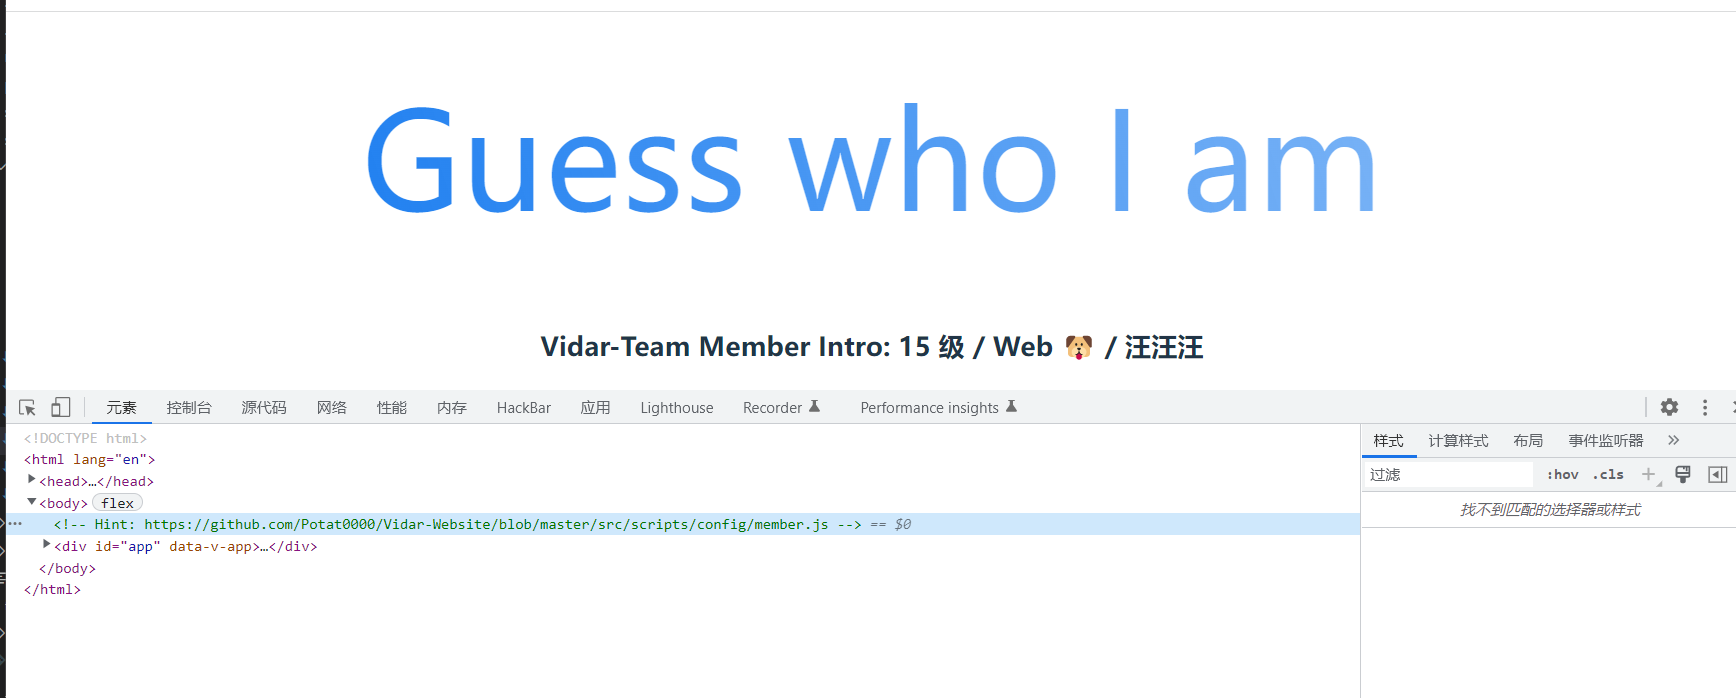 Guess who I am
Vidar-Team Member Intro: 15 级 / Web 🐶 / 汪汪汪
元素 控制台 源代码 网络 性能 内存 HackBar 应用 Lighthouse Recorder Performance insights
<!DOCTYPE html>
<html lang="en">
<head>…</head>
<body> flex
<!-- Hint: https://github.com/Potat0000/Vidar-Website/blob/master/src/scripts/config/member.js --> == $0
<div id="app" data-v-app>…</div>
</body>
</html>
样式 计算样式 布局 事件监听器 »
过滤 :hov .cls +
找不到匹配的选择器或样式